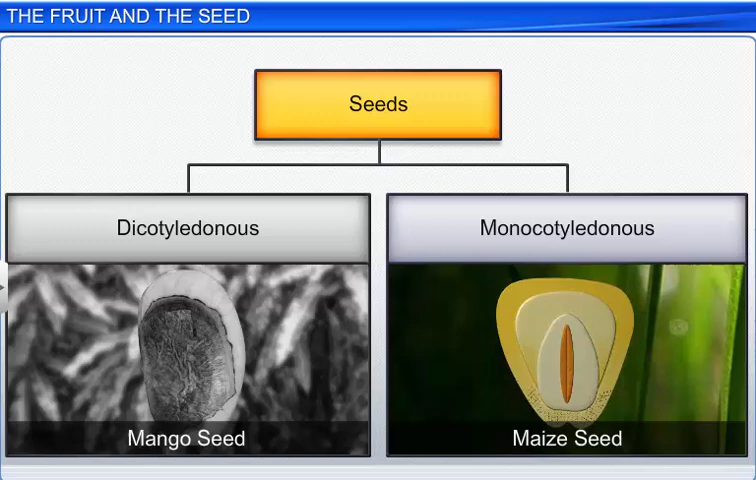 THE FRUIT AND THE SEED
Seeds
Dicotyledonous
Monocotyledonous
Mango Seed
Maize Seed